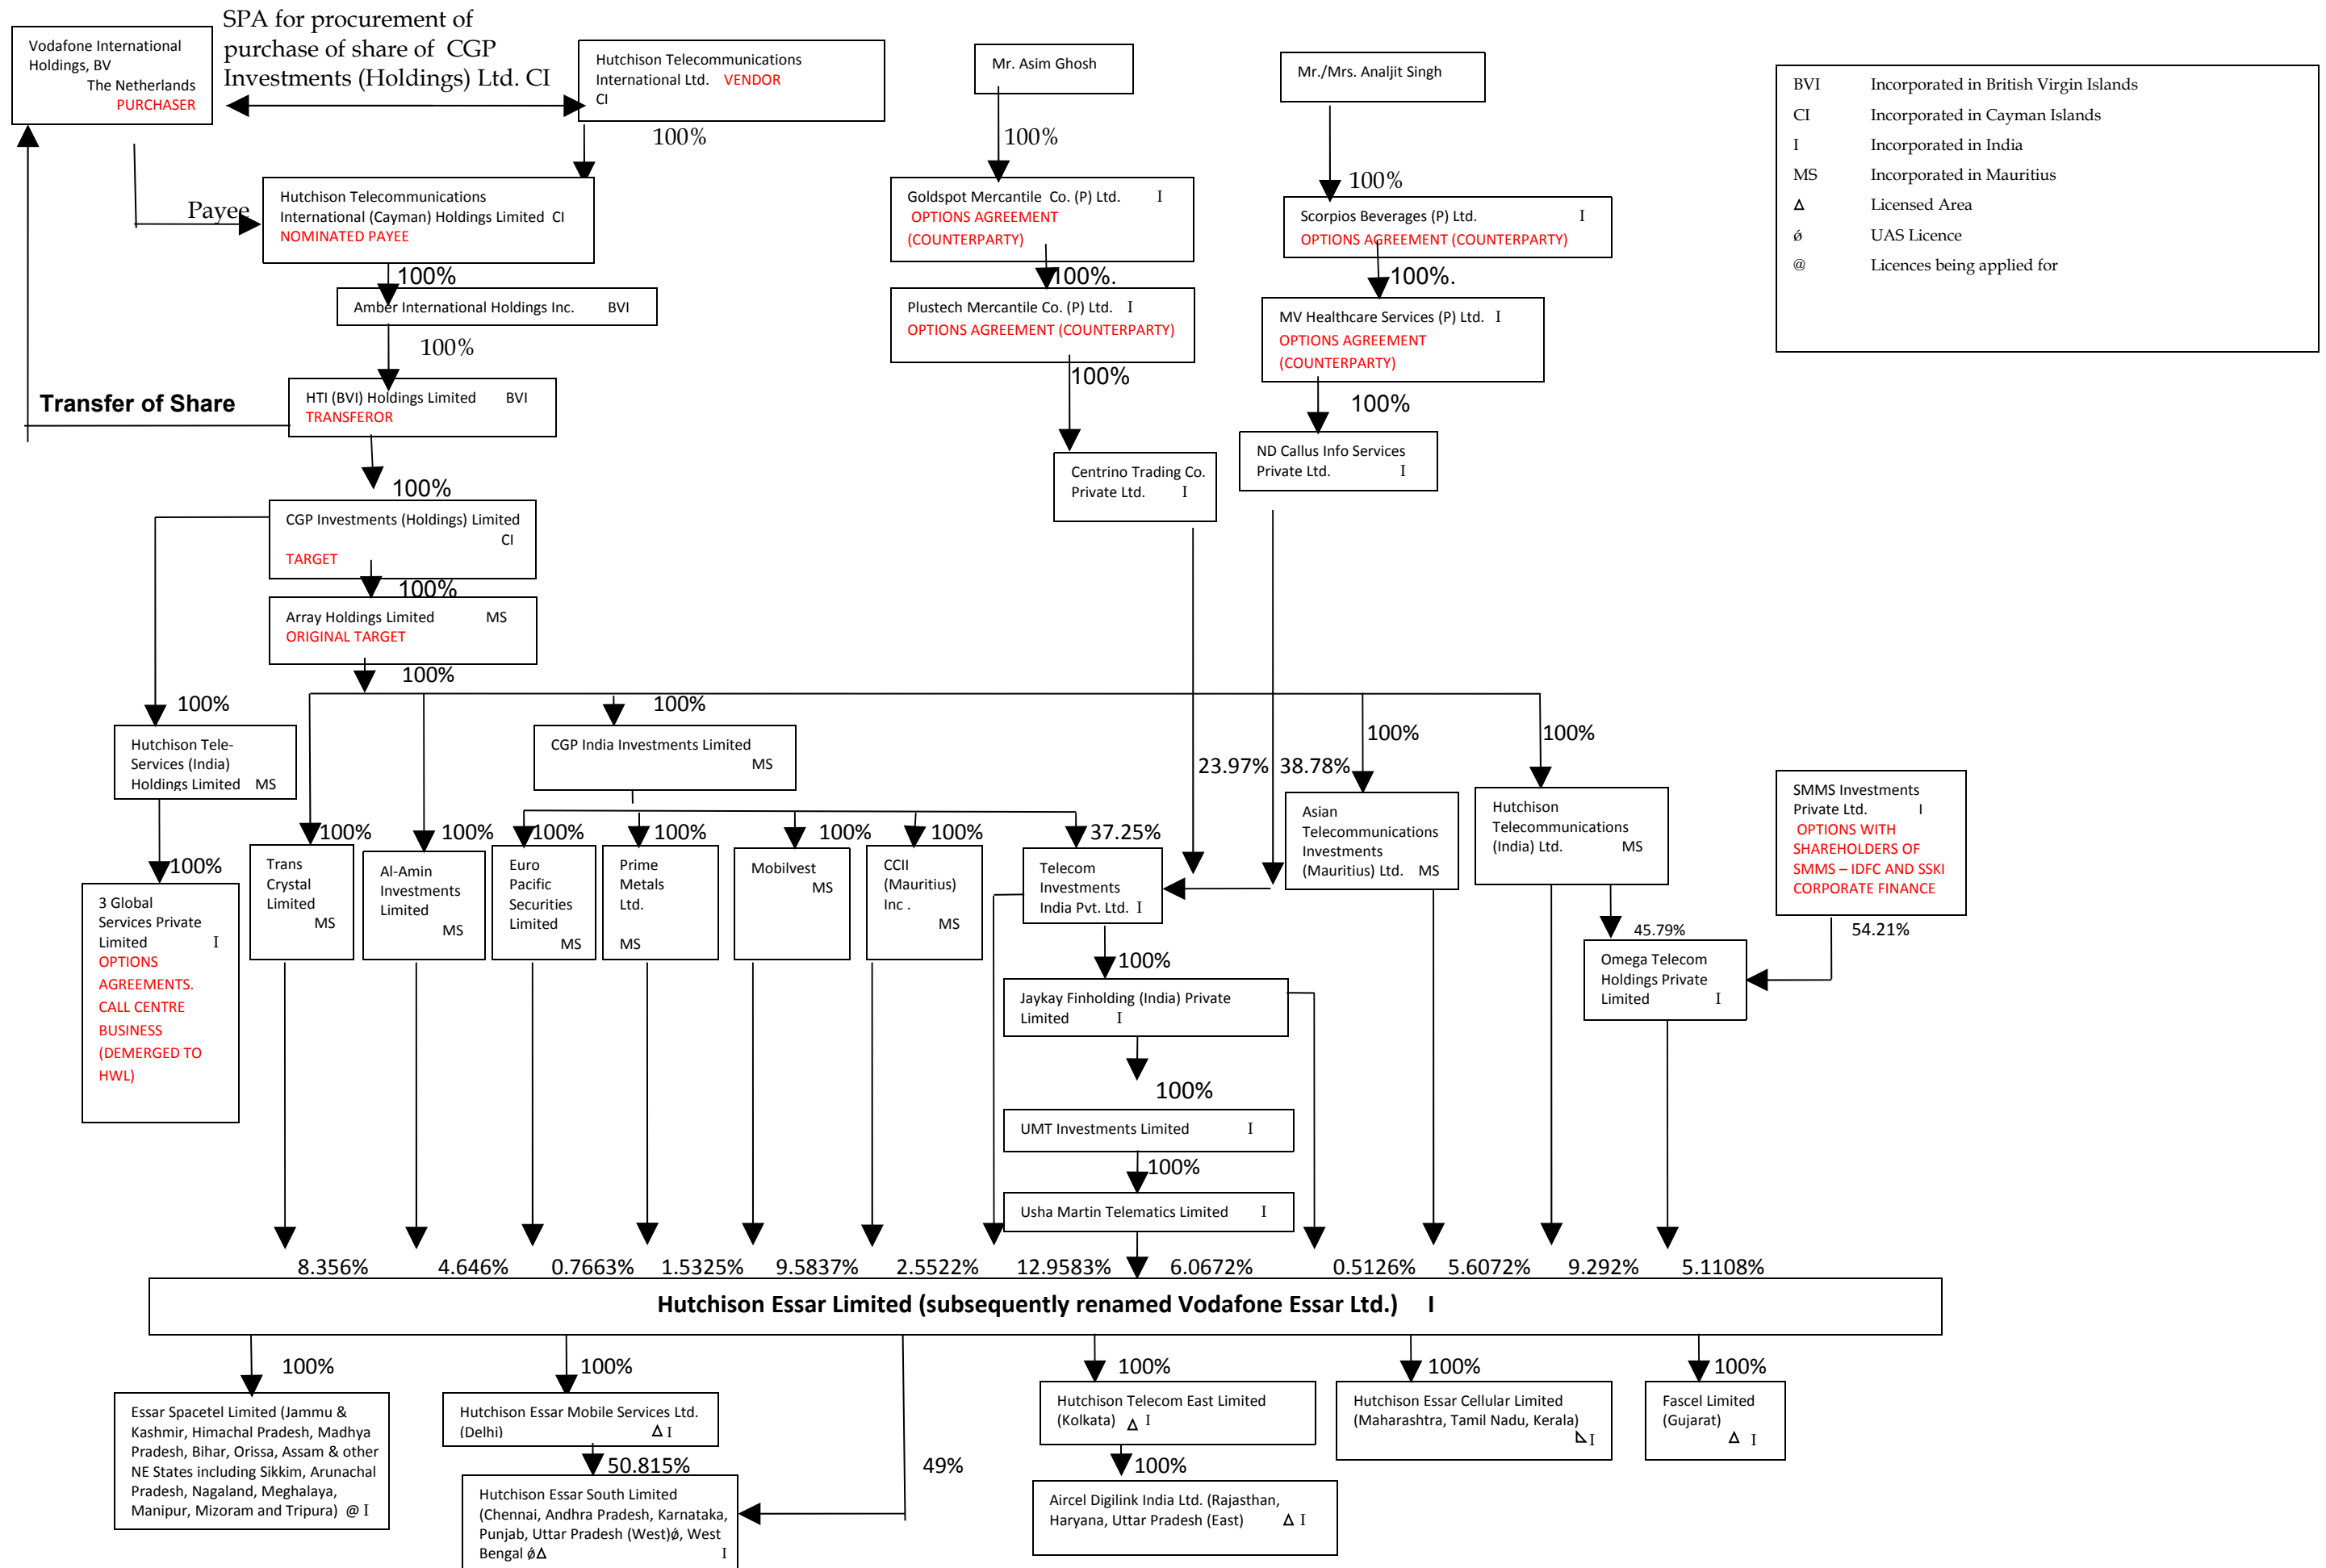 SPA for procurement of
purchase of share of CGP
Investments (Holdings) Ltd. CI
Vodafone International
Holdings, BV
The Netherlands
PURCHASER
Hutchison Telecommunications
International Ltd. VENDOR
CI
Mr. Asim Ghosh
Mr./Mrs. Analjit Singh
BVI Incorporated in British Virgin Islands
CI Incorporated in Cayman Islands
I Incorporated in India
MS Incorporated in Mauritius
Δ Licensed Area
ǿ UAS Licence
@ Licences being applied for
100%
100%
100%
Payee
Hutchison Telecommunications
International (Cayman) Holdings Limited CI
NOMINATED PAYEE
Goldspot Mercantile Co. (P) Ltd. I
OPTIONS AGREEMENT
(COUNTERPARTY)
Scorpios Beverages (P) Ltd. I
OPTIONS AGREEMENT (COUNTERPARTY)
100%
100%.
100%.
Amber International Holdings Inc. BVI
Plustech Mercantile Co. (P) Ltd. I
OPTIONS AGREEMENT (COUNTERPARTY)
MV Healthcare Services (P) Ltd. I
OPTIONS AGREEMENT
(COUNTERPARTY)
100%
100%
100%
Transfer of Share
HTI (BVI) Holdings Limited BVI
TRANSFEROR
Centrino Trading Co.
Private Ltd. I
ND Callus Info Services
Private Ltd. I
100%
CGP Investments (Holdings) Limited
CI
TARGET
100%
Array Holdings Limited MS
ORIGINAL TARGET
100%
100%
100%
100%
100%
Hutchison Tele-
Services (India)
Holdings Limited MS
CGP India Investments Limited
MS
23.97%
38.78%
100%
3 Global
Services Private
Limited I
OPTIONS
AGREEMENTS.
CALL CENTRE
BUSINESS
(DEMERGED TO
HWL)
100%
100%
100%
100%
100%
100%
37.25%
Trans
Crystal
Limited
MS
Al-Amin
Investments
Limited
MS
Euro
Pacific
Securities
Limited
MS
Prime
Metals
Ltd.
MS
Mobilvest
MS
CCII
(Mauritius)
Inc .
MS
Telecom
Investments
India Pvt. Ltd. I
Asian
Telecommunications
Investments
(Mauritius) Ltd. MS
Hutchison
Telecommunications
(India) Ltd. MS
SMMS Investments
Private Ltd. I
OPTIONS WITH
SHAREHOLDERS OF
SMMS – IDFC AND SSKI
CORPORATE FINANCE
45.79%
54.21%
100%
Omega Telecom
Holdings Private
Limited I
Jaykay Finholding (India) Private
Limited I
100%
UMT Investments Limited I
100%
Usha Martin Telematics Limited I
8.356%
4.646%
0.7663%
1.5325%
9.5837%
2.5522%
12.9583%
6.0672%
0.5126%
5.6072%
9.292%
5.1108%
Hutchison Essar Limited (subsequently renamed Vodafone Essar Ltd.) I
100%
100%
100%
100%
100%
Essar Spacetel Limited (Jammu &
Kashmir, Himachal Pradesh, Madhya
Pradesh, Bihar, Orissa, Assam & other
NE States including Sikkim, Arunachal
Pradesh, Nagaland, Meghalaya,
Manipur, Mizoram and Tripura) @ I
Hutchison Essar Mobile Services Ltd.
(Delhi) Δ I
Hutchison Telecom East Limited
(Kolkata) Δ I
Hutchison Essar Cellular Limited
(Maharashtra, Tamil Nadu, Kerala)
Δ I
Fascel Limited
(Gujarat)
Δ I
50.815%
49%
100%
Hutchison Essar South Limited
(Chennai, Andhra Pradesh, Karnataka,
Punjab, Uttar Pradesh (West)ǿ, West
Bengal ǿΔ I
Aircel Digilink India Ltd. (Rajasthan,
Haryana, Uttar Pradesh (East) Δ I